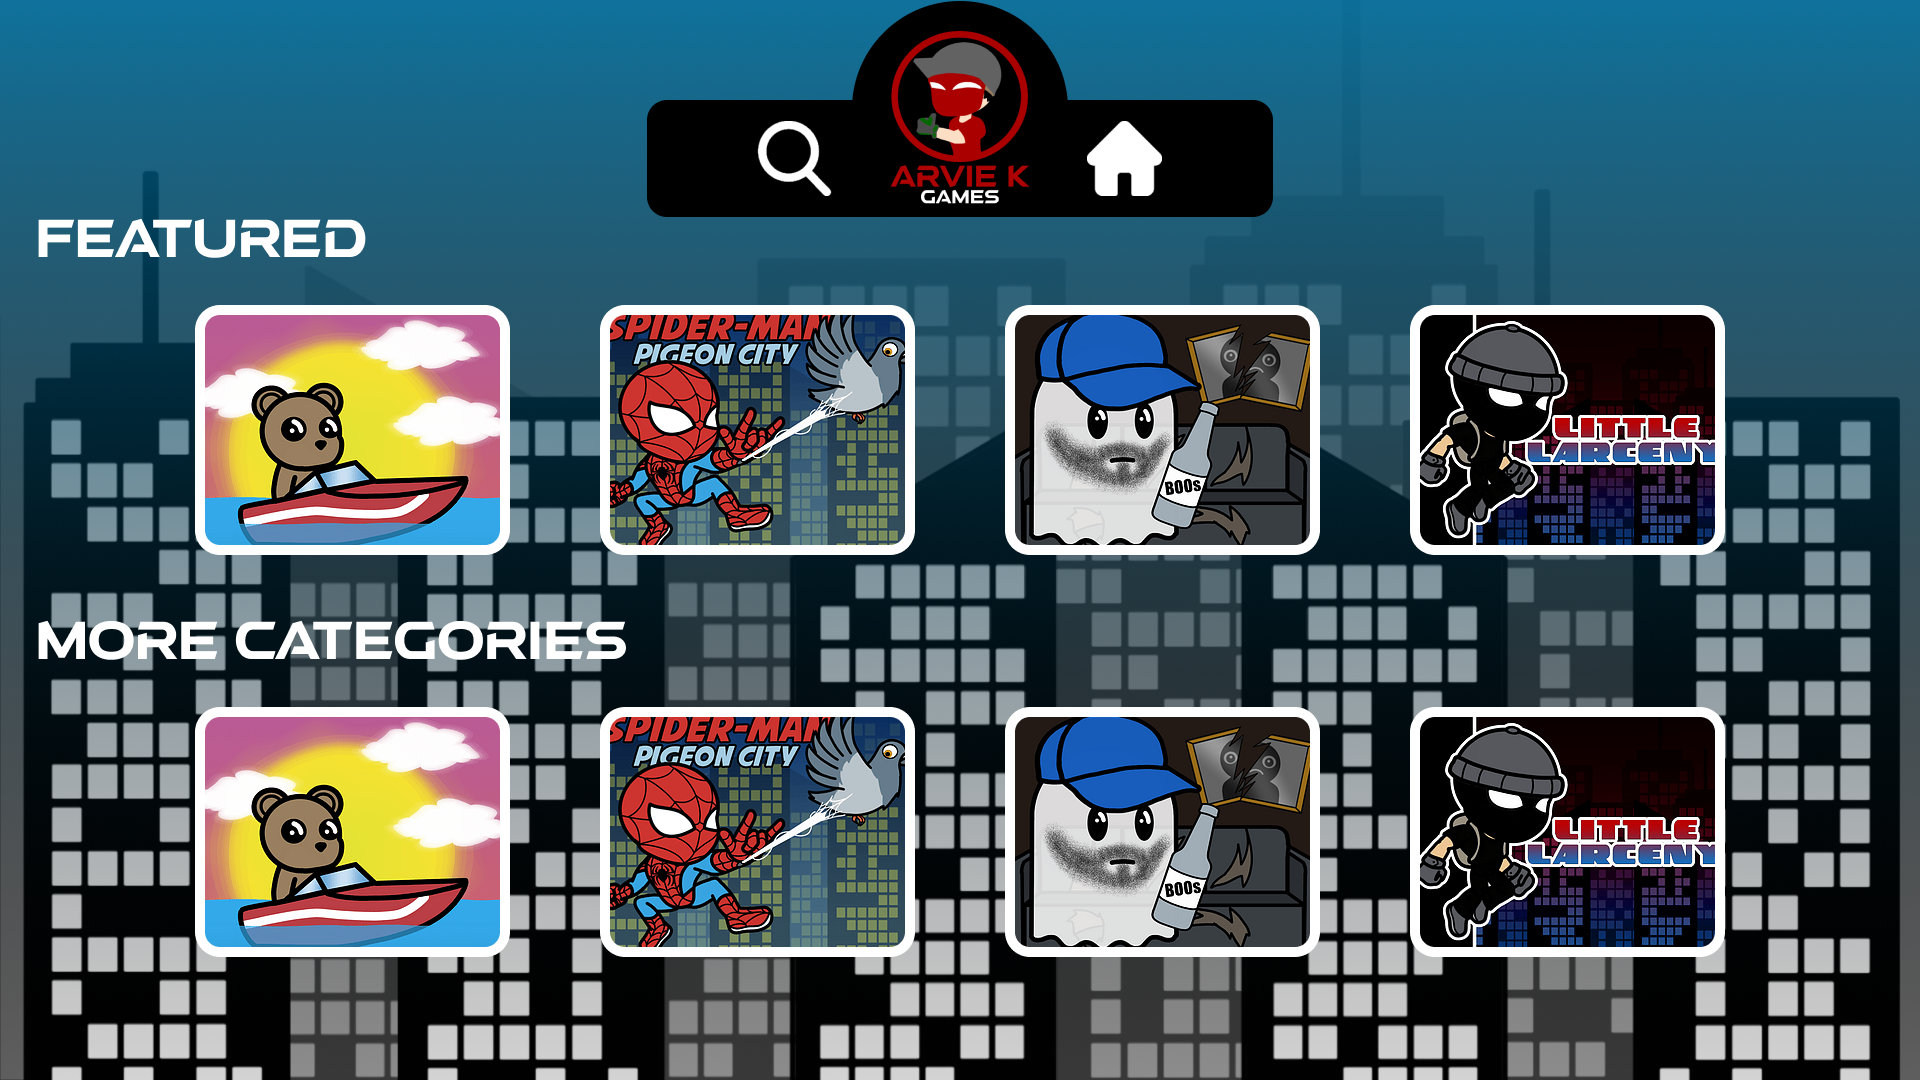 ARVIE K
GAMES
FEATURED
SPIDER-MAN
PIGEON CITY
BOOs
LITTLE
LARCENY
MORE CATEGORIES
SPIDER-MAN
PIGEON CITY
BOOs
LITTLE
LARCENY